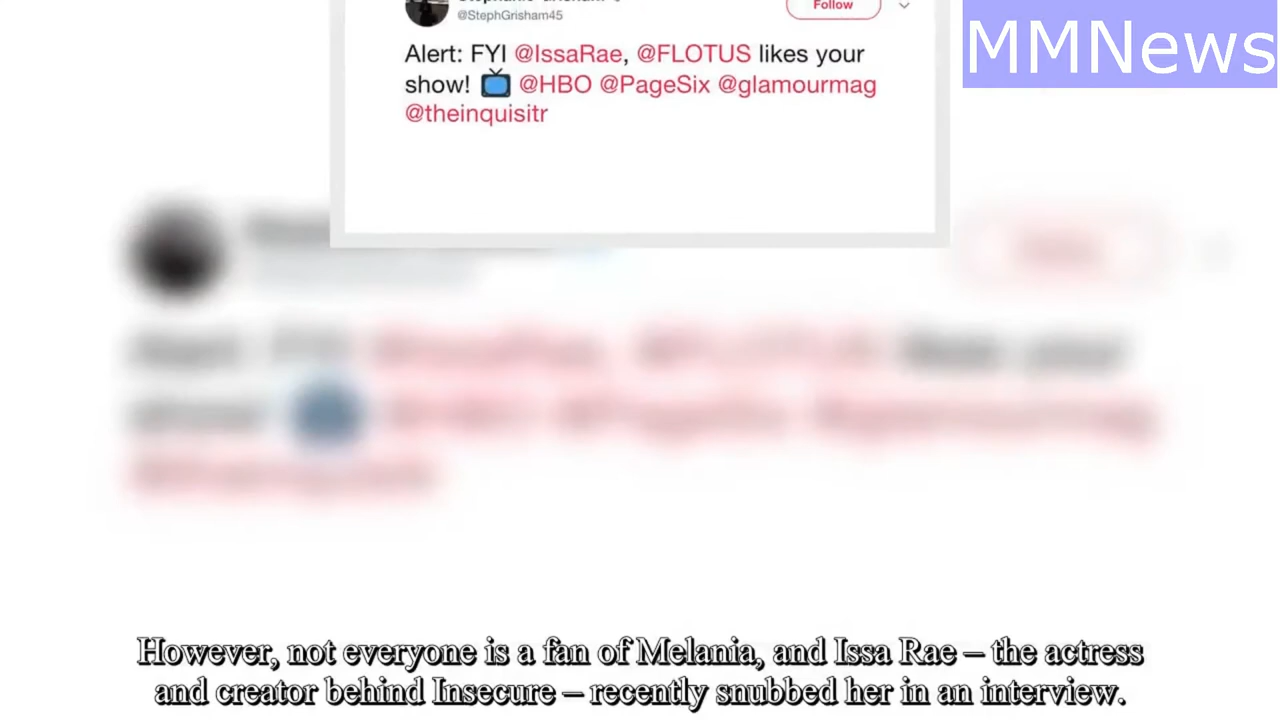 MMNews
@StephGrisham45
Follow
Alert: FYI @IssaRae, @FLOTUS likes your
show! 📺 @HBO @PageSix @glamourmag
@theinquisitr
However, not everyone is a fan of Melania, and Issa Rae – the actress
and creator behind Insecure – recently snubbed her in an interview.